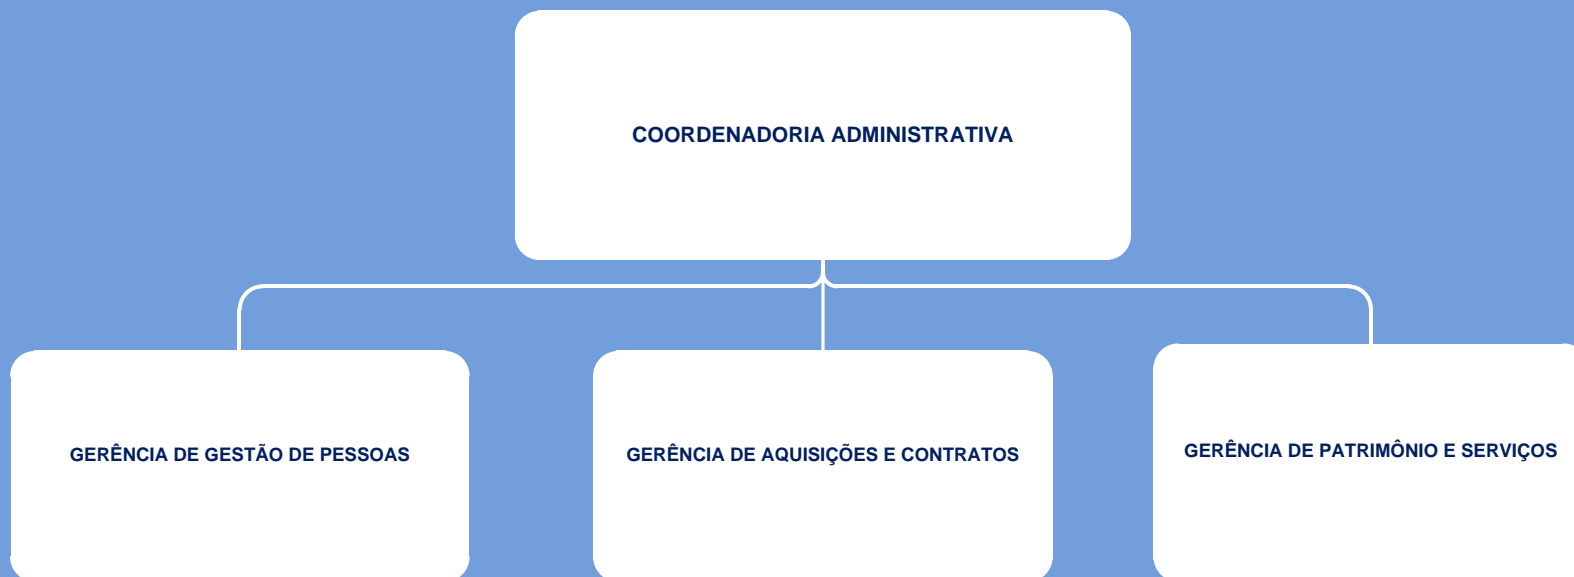 COORDENADORIA ADMINISTRATIVA
GERÊNCIA DE GESTÃO DE PESSOAS
GERÊNCIA DE AQUISIÇÕES E CONTRATOS
GERÊNCIA DE PATRIMÔNIO E SERVIÇOS